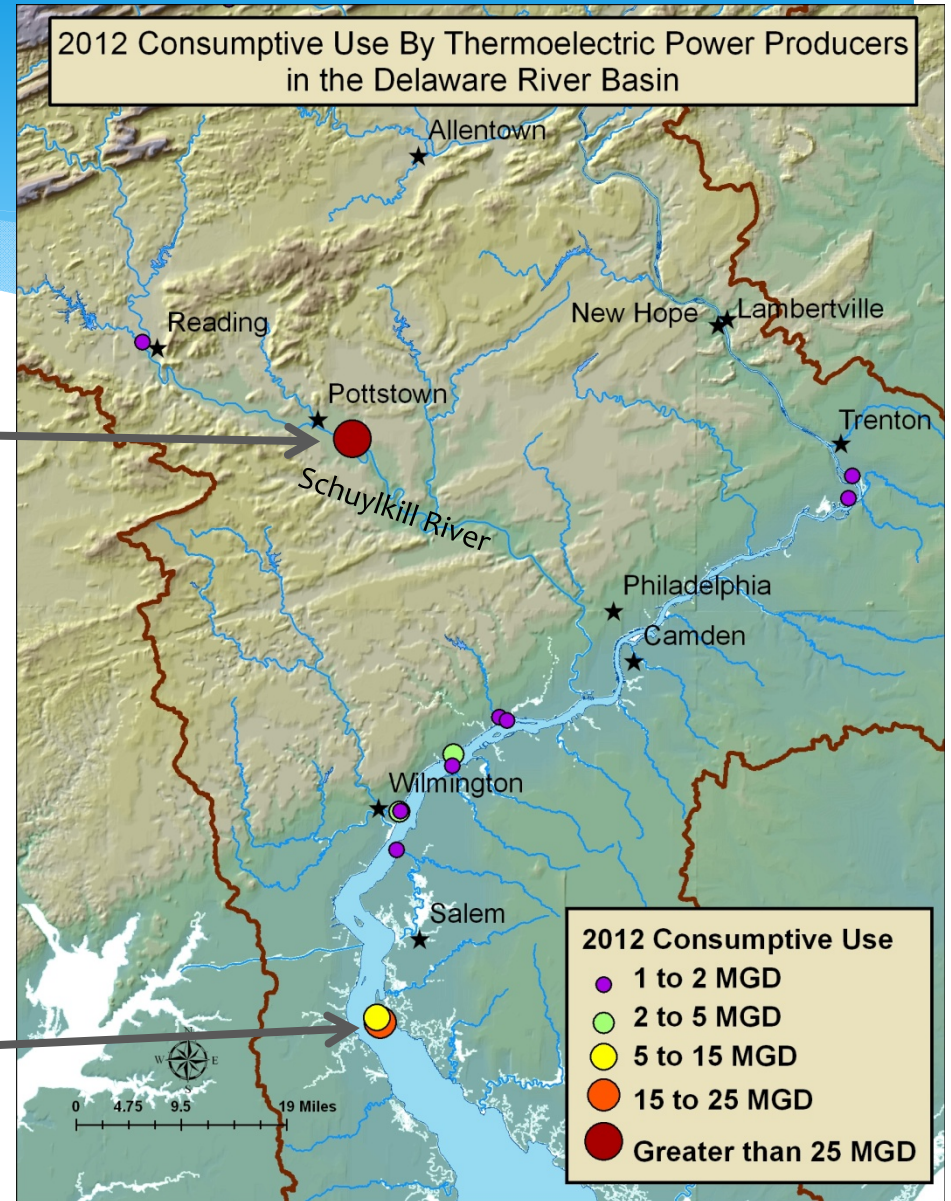 2012 Consumptive Use By Thermoelectric Power Producers
in the Delaware River Basin
Allentown
New Hope
Lambertville
Reading
Pottstown
Trenton
Schuylkill River
Philadelphia
Camden
Wilmington
Salem
2012 Consumptive Use
1 to 2 MGD
2 to 5 MGD
5 to 15 MGD
15 to 25 MGD
Greater than 25 MGD
N
W E
S
0 4.75 9.5 19 Miles